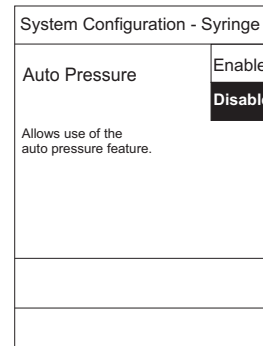 System Configuration - Syringe
Auto Pressure
Enable
Disable
Allows use of the
auto pressure feature.